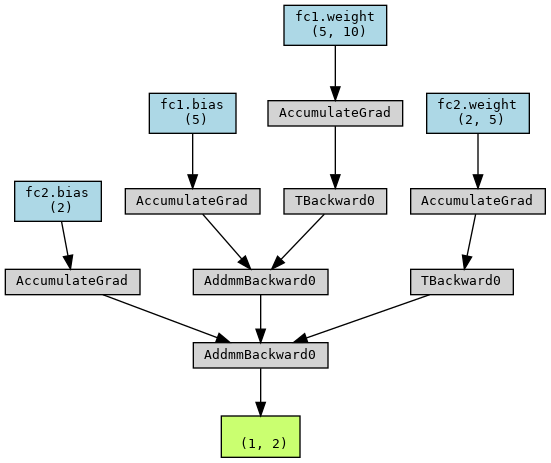 fc1.weight
(5, 10)
fc1.bias
(5)
AccumulateGrad
fc2.weight
(2, 5)
fc2.bias
(2)
AccumulateGrad
TBackward0
AccumulateGrad
AccumulateGrad
AddmmBackward0
TBackward0
AddmmBackward0
(1, 2)